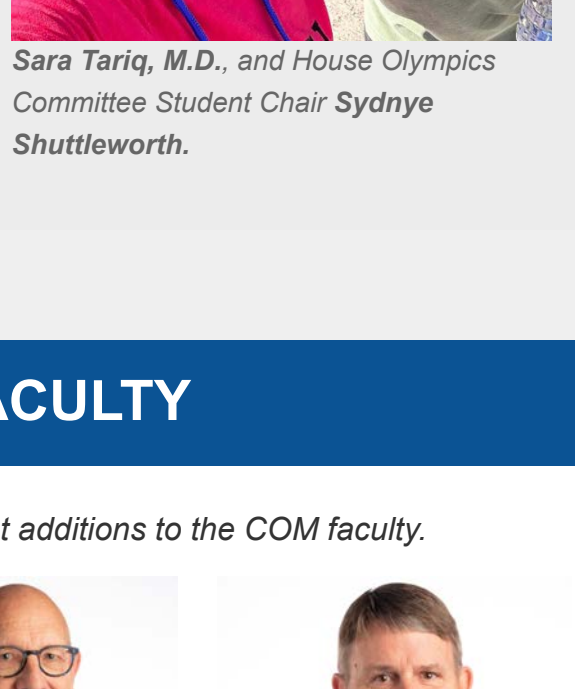 Sara Tariq, M.D., and House Olympics
Committee Student Chair Sydnye
Shuttleworth.
ACULTY
t additions to the COM faculty.